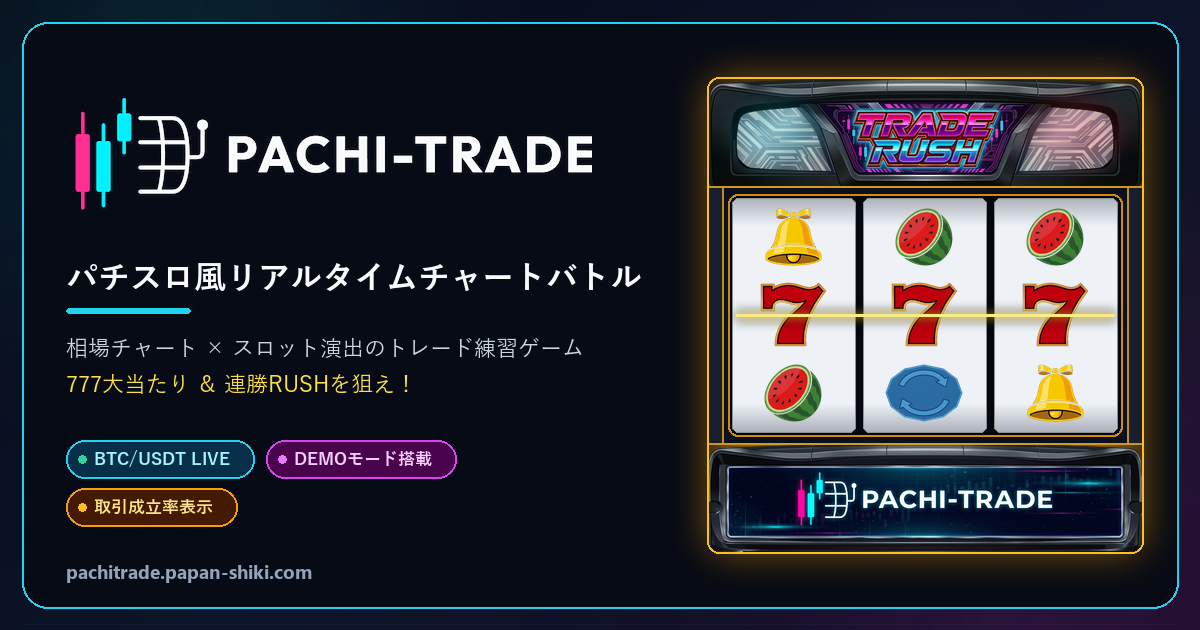 PACHI-TRADE
パチスロ風リアルタイムチャートバトル
相場チャート × スロット演出のトレード練習ゲーム
777大当たり & 連勝RUSHを狙え!
BTC/USDT LIVE
DEMOモード搭載
取引成立率表示
pachitrade.papan-shiki.com
TRADE
RUSH
7 7 7
PACHI-TRADE